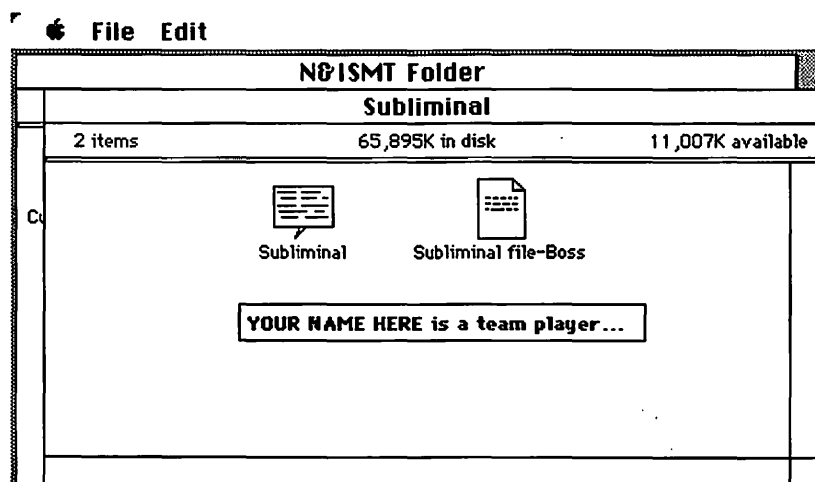 File Edit
N&ISMT Folder
Subliminal
2 items 65,895K in disk 11,007K available
Subliminal Subliminal file-Boss
YOUR NAME HERE is a team player...